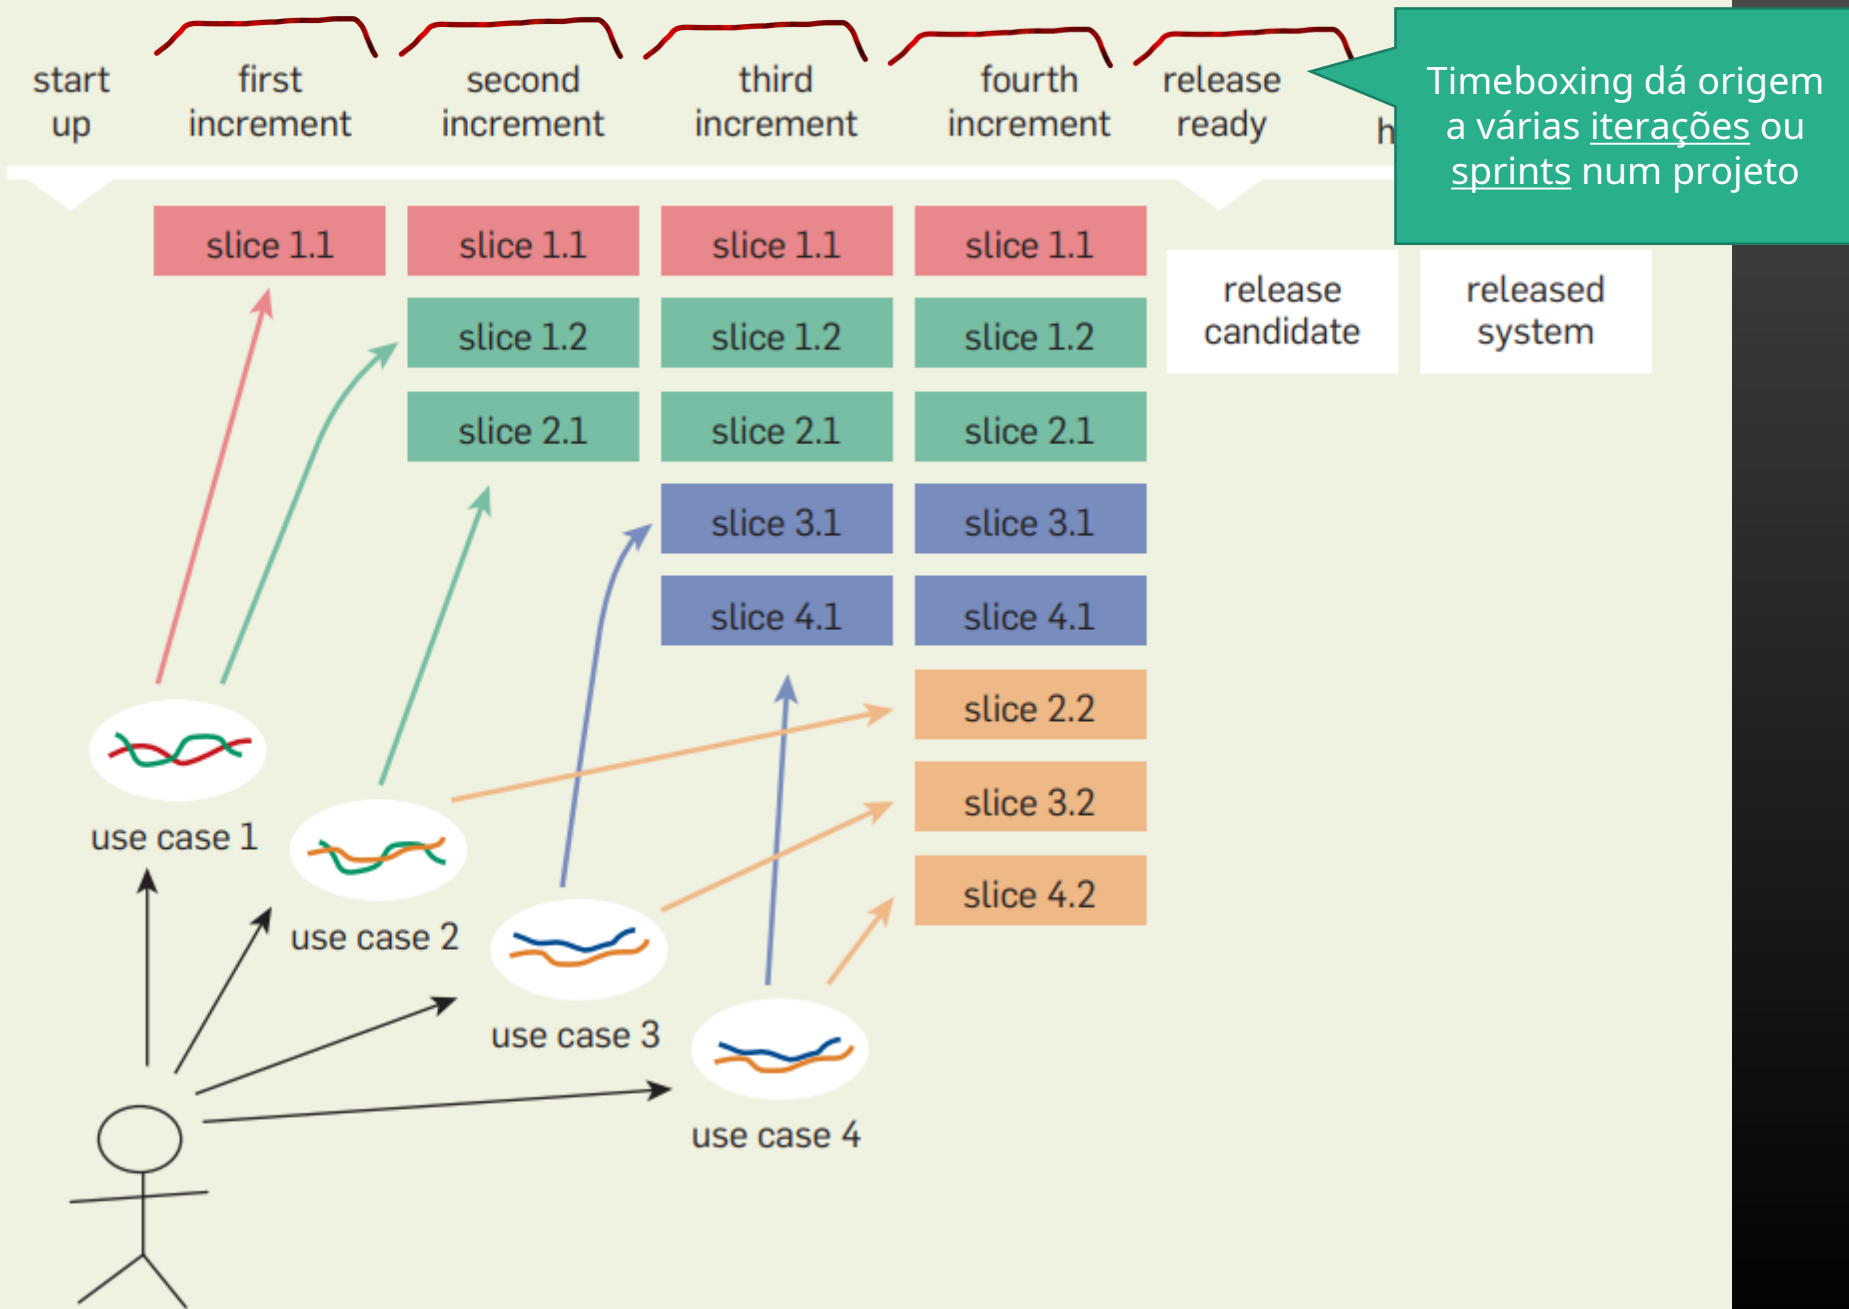 start
up
first
increment
second
increment
third
increment
fourth
increment
release
ready
h
Timeboxing dá origem
a várias iterações ou
sprints num projeto
slice 1.1
slice 1.1
slice 1.1
slice 1.1
slice 1.2
slice 1.2
slice 1.2
slice 2.1
slice 2.1
slice 2.1
slice 3.1
slice 3.1
slice 4.1
slice 4.1
slice 2.2
slice 3.2
slice 4.2
release
candidate
released
system
use case 1
use case 2
use case 3
use case 4